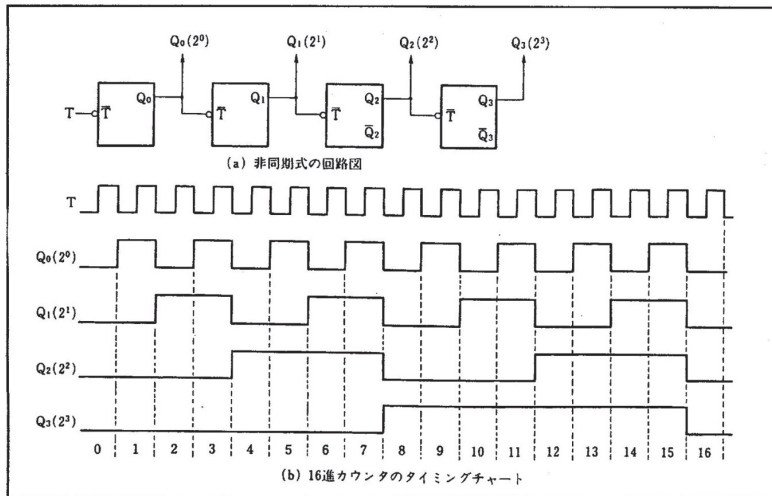 Q₀(2⁰) Q₁(2¹) Q₂(2²) Q₃(2³)
T T̅ Q₀ T̅ Q₁ T̅ Q₂ T̅ Q₃
Q̅₂ Q̅₃
(a) 非同期式の回路図
T
Q₀(2⁰)
Q₁(2¹)
Q₂(2²)
Q₃(2³)
0 1 2 3 4 5 6 7 8 9 10 11 12 13 14 15 16
(b) 16進カウンタのタイミングチャート